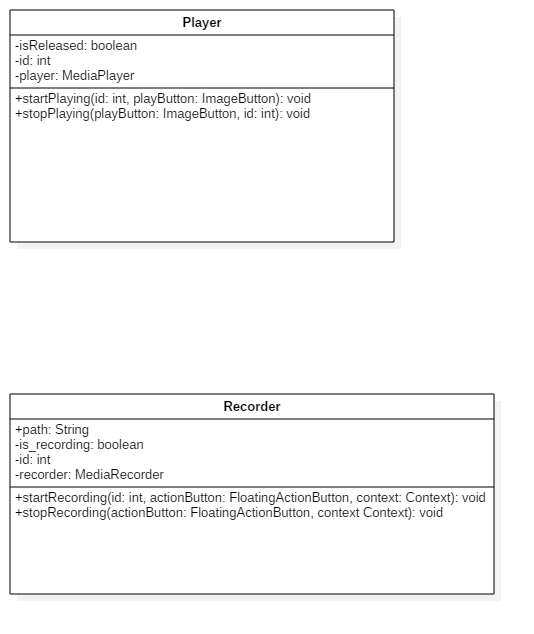 Player
-isReleased: boolean
-id: int
-player: MediaPlayer
+startPlaying(id: int, playButton: ImageButton): void
+stopPlaying(playButton: ImageButton, id: int): void
Recorder
+path: String
-is_recording: boolean
-id: int
-recorder: MediaRecorder
+startRecording(id: int, actionButton: FloatingActionButton, context: Context): void
+stopRecording(actionButton: FloatingActionButton, context Context): void